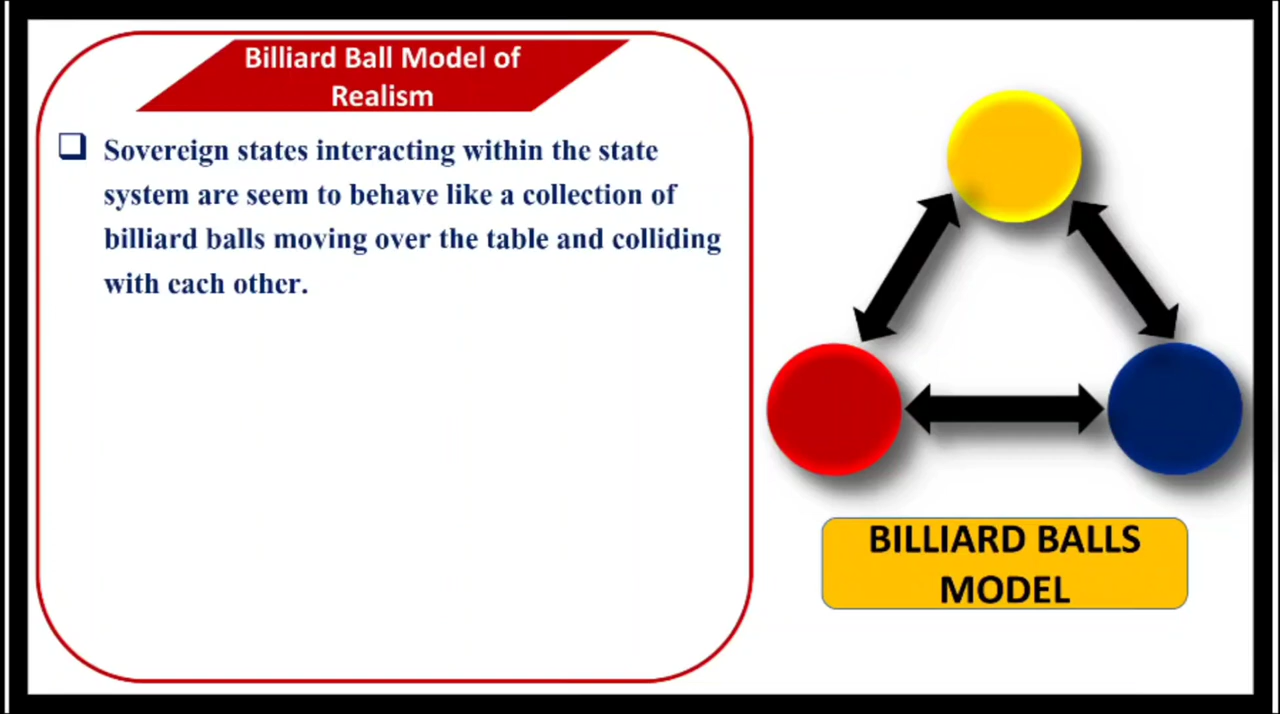 Billiard Ball Model of
Realism
Sovereign states interacting within the state
system are seem to behave like a collection of
billiard balls moving over the table and colliding
with each other.
BILLIARD BALLS
MODEL